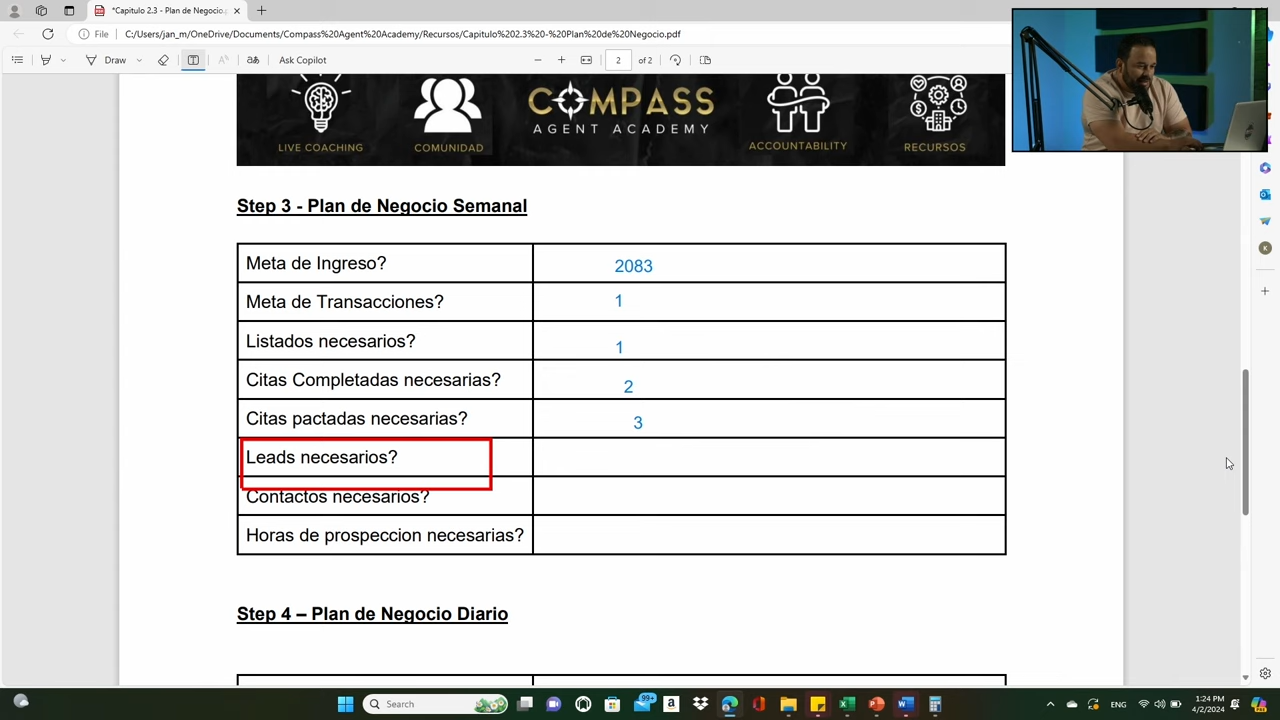 *Capitulo 2.3 - Plan de Negocio.
File
C:/Users/jan_m/OneDrive/Documents/Compass%20Agent%20Academy/Recursos/Capitulo%202.3%20-%20Plan%20de%20Negocio.pdf
Draw
Ask Copilot
2
of 2
LIVE COACHING
COMUNIDAD
COMPASS
AGENT ACADEMY
ACCOUNTABILITY
RECURSOS
Step 3 - Plan de Negocio Semanal
Meta de Ingreso? 2083
Meta de Transacciones? 1
Listados necesarios? 1
Citas Completadas necesarias? 2
Citas pactadas necesarias? 3
Leads necesarios?
Contactos necesarios?
Horas de prospeccion necesarias?
Step 4 – Plan de Negocio Diario
Search
99+
ENG
1:24 PM
4/2/2024